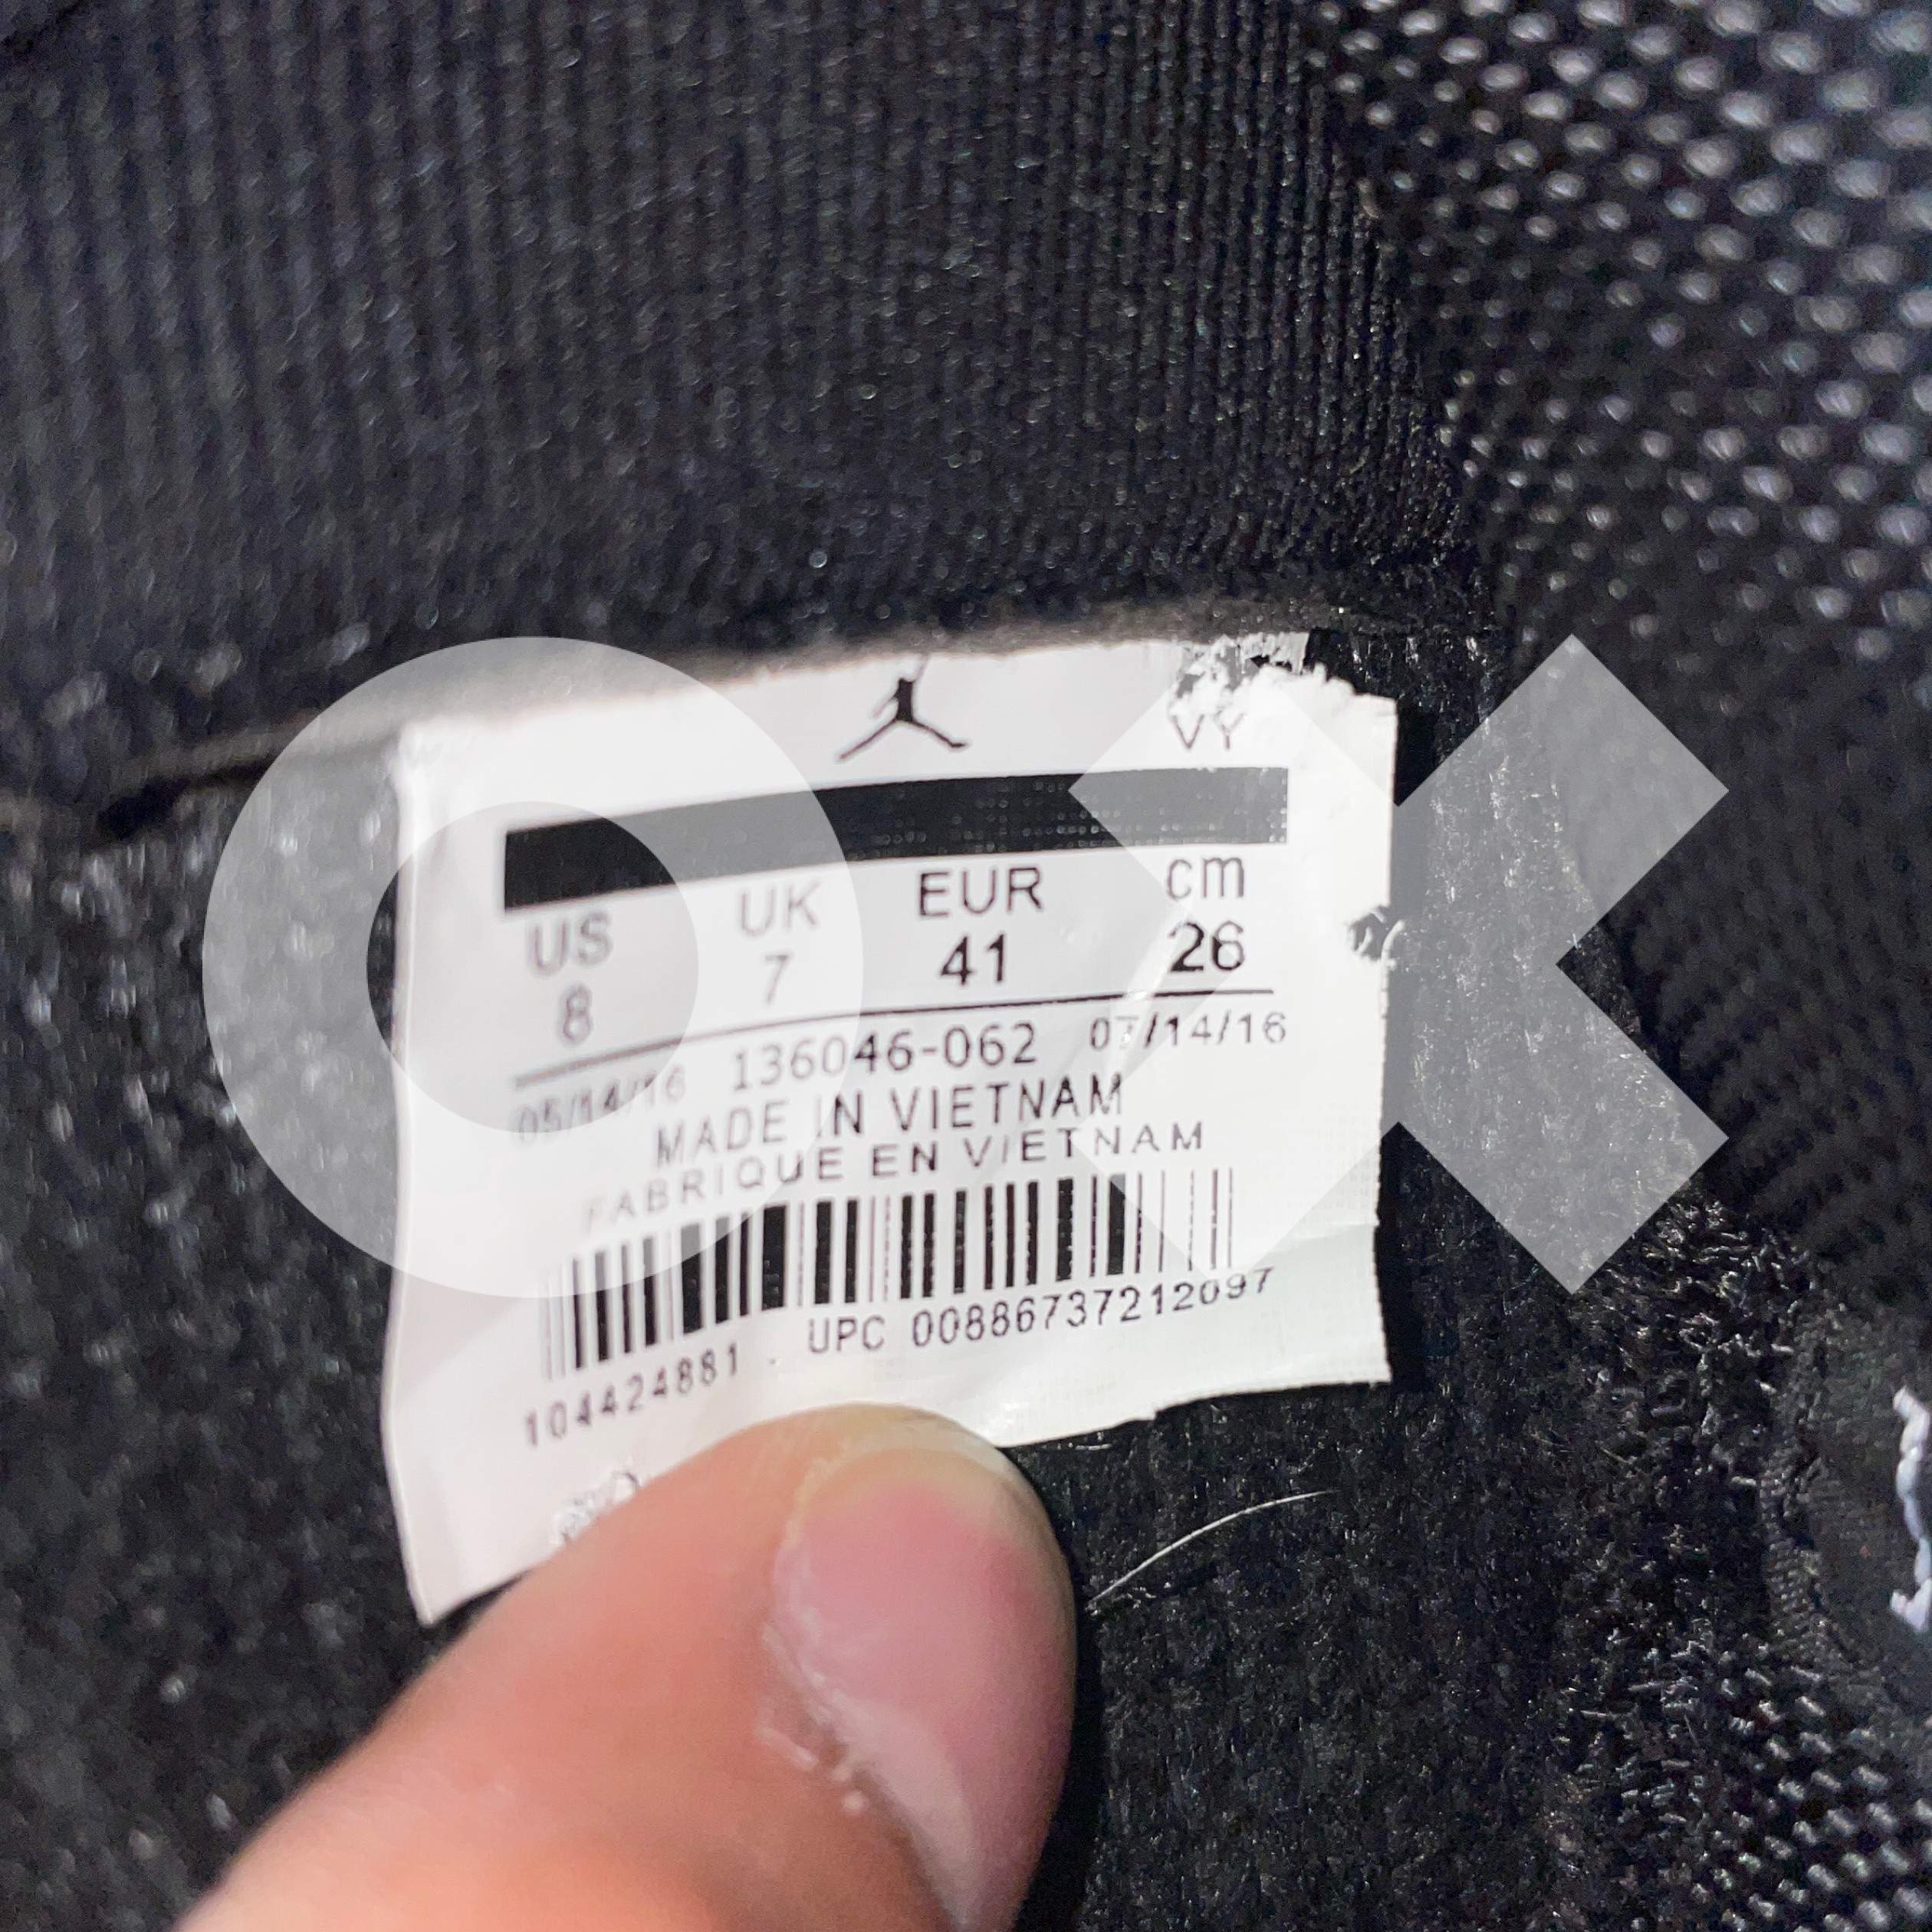 VY
US UK EUR cm
8 7 41 26
05/14/16 136046-062 07/14/16
MADE IN VIETNAM
FABRIQUE EN VIETNAM
104424881 - UPC 00886737212097
OX